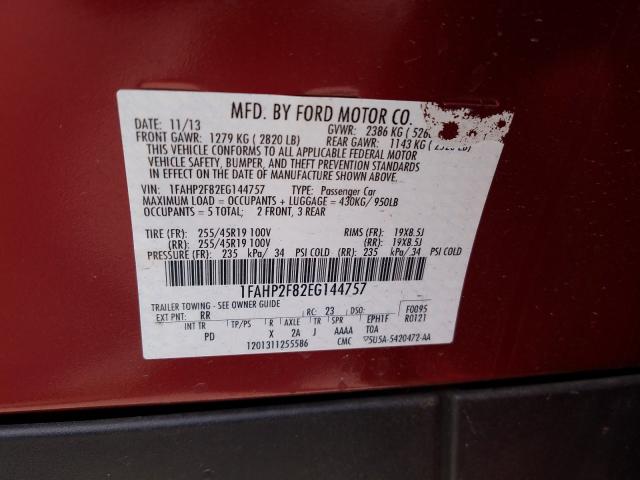 MFD. BY FORD MOTOR CO.
DATE: 11/13 GVWR: 2386 KG
FRONT GAWR: 1279 KG ( 2820 LB) REAR GAWR: 1143 KG LB)
THIS VEHICLE CONFORMS TO ALL APPLICABLE FEDERAL MOTOR
VEHICLE SAFETY, BUMPER, AND THEFT PREVENTION STANDARDS
IN EFFECT ON THE DATE OF MANUFACTURE SHOWN ABOVE.
VIN: 1FAHP2F82EG144757 TYPE: Passenger Car
MAXIMUM LOAD = OCCUPANTS + LUGGAGE = 430KG/ 950LB
OCCUPANTS = 5 TOTAL; 2 FRONT, 3 REAR
TIRE (FR): 255/45R19 100V RIMS (FR): 19X8.5J
(RR): 255/45R19 100V (RR): 19X8.5J
PRESSURE (FR): 235 kPa/ 34 PSI COLD (RR): 235 kPa/ 34 PSI COLD
1FAHP2F82EG144757
TRAILER TOWING - SEE OWNER GUIDE
EXT PNT: RR RC: 23 DSO: F0095
INT TR TP/PS R AXLE TR SPR EPH1F R0121
PD X 2A J AAAA TOA
1201311255586 CMC 5U5A-5420472-AA